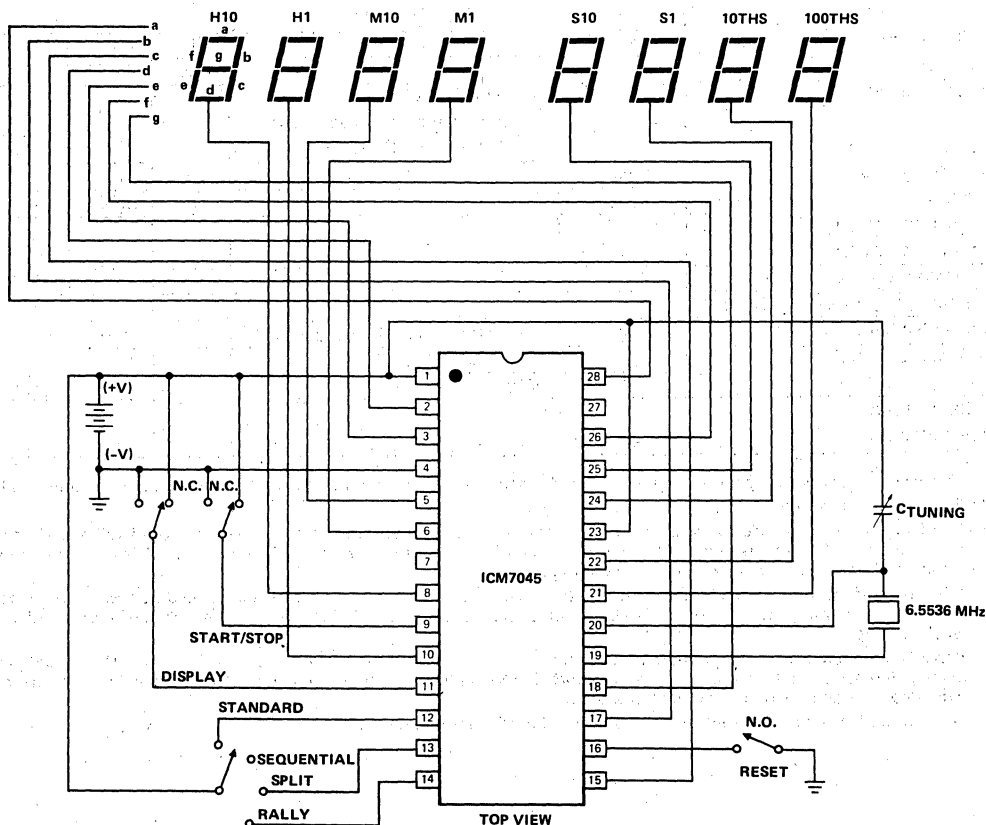 H10 H1 M10 M1 S10 S1 10THS 100THS
a
b
c
d
e
f
g
a
f g b
e d c
(+V)
(–V)
N.C. N.C.
1 28
2 27
3 26
4 25
5 24
6 23
7 22
8 21
9 20
10 19
11 18
12 17
13 16
14 15
ICM7045
CTUNING
6.5536 MHz
START/STOP
DISPLAY
STANDARD
SEQUENTIAL
SPLIT
RALLY
N.O.
RESET
TOP VIEW